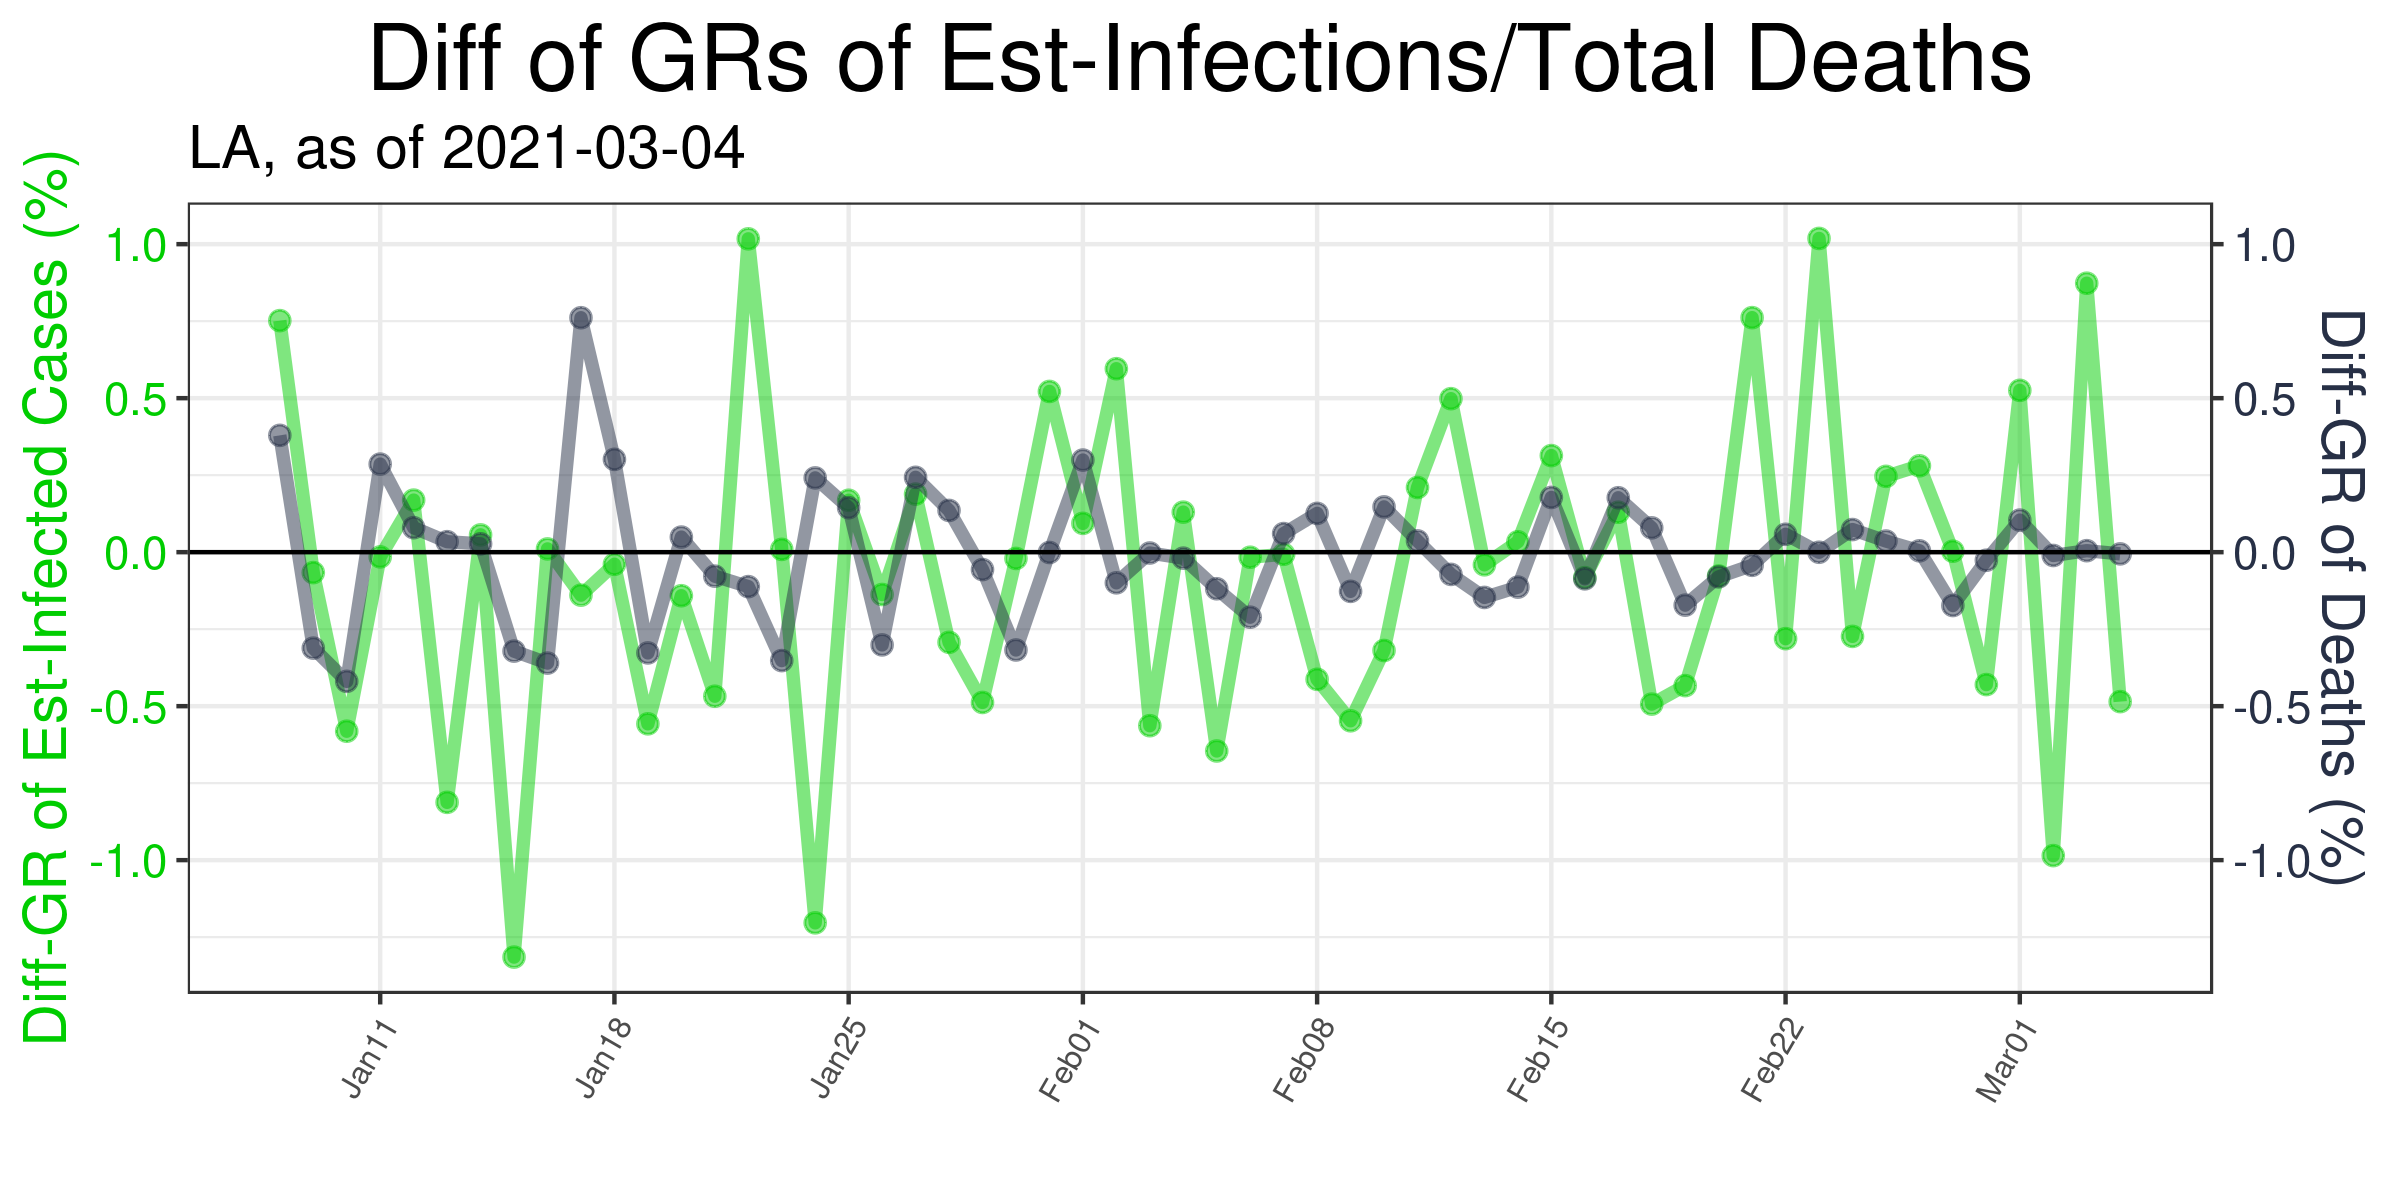 Diff of GRs of Est-Infections/Total Deaths
LA, as of 2021-03-04
Diff-GR of Est-Infected Cases (%)
1.0
0.5
0.0
-0.5
-1.0
1.0
0.5
0.0
-0.5
-1.0
Diff-GR of Deaths (%)
Jan11
Jan18
Jan25
Feb01
Feb08
Feb15
Feb22
Mar01